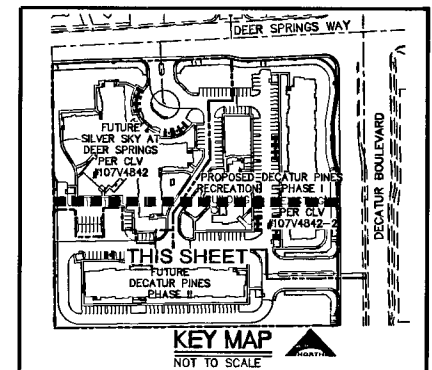 DEER SPRINGS WAY
FUTURE
SILVER SKY AT
DEER SPRINGS
PER CLV
#107V4842
PROPOSED
RECREATION
DECATUR PINES
PHASE I
PER CLV
#107V4842-2
DECATUR BOULEVARD
THIS SHEET
FUTURE
DECATUR PINES
PHASE II
KEY MAP
NORTH
NOT TO SCALE